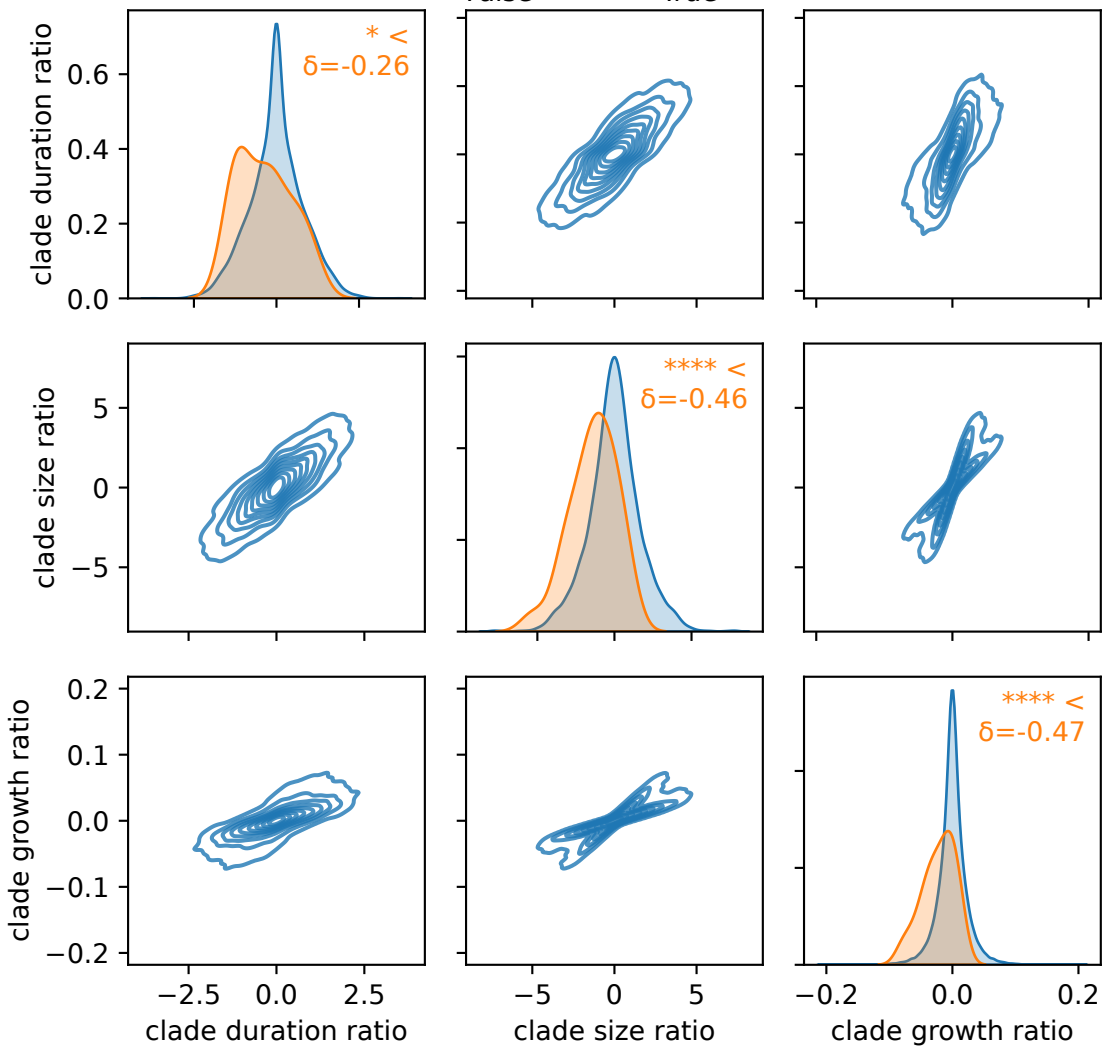 * <
δ=-0.26
clade duration ratio
0.6
0.4
0.2
0.0
**** <
δ=-0.46
clade size ratio
5
0
−5
**** <
δ=-0.47
clade growth ratio
0.2
0.1
0.0
−0.1
−0.2
−2.5 0.0 2.5
−5 0 5
−0.2 0.0 0.2
clade duration ratio
clade size ratio
clade growth ratio